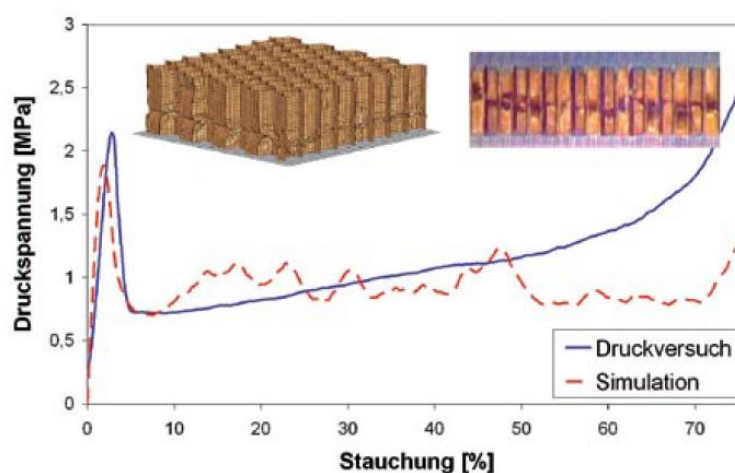 3
2,5
2
1,5
1
0,5
0
Druckspannung [MPa]
0 10 20 30 40 50 60 70
Stauchung [%]
Druckversuch
Simulation